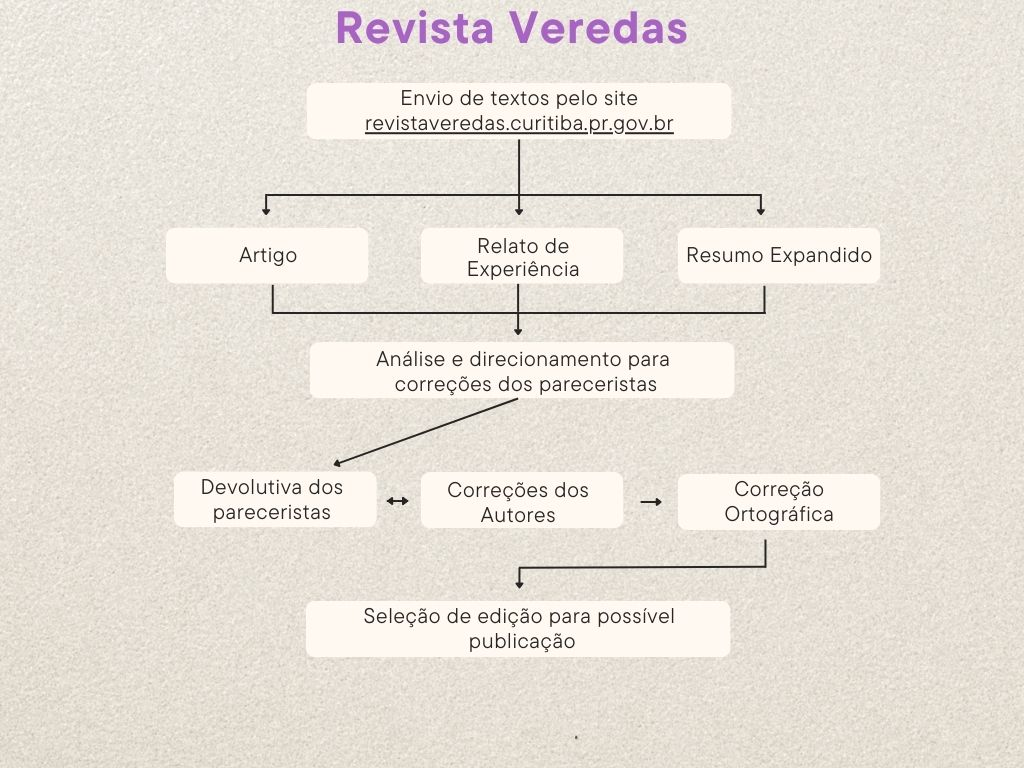 Revista Veredas
Envio de textos pelo site
revistaveredas.curitiba.pr.gov.br
Artigo
Relato de
Experiência
Resumo Expandido
Análise e direcionamento para
correções dos pareceristas
Devolutiva dos
pareceristas
Correções dos
Autores
Correção
Ortográfica
Seleção de edição para possível
publicação
.